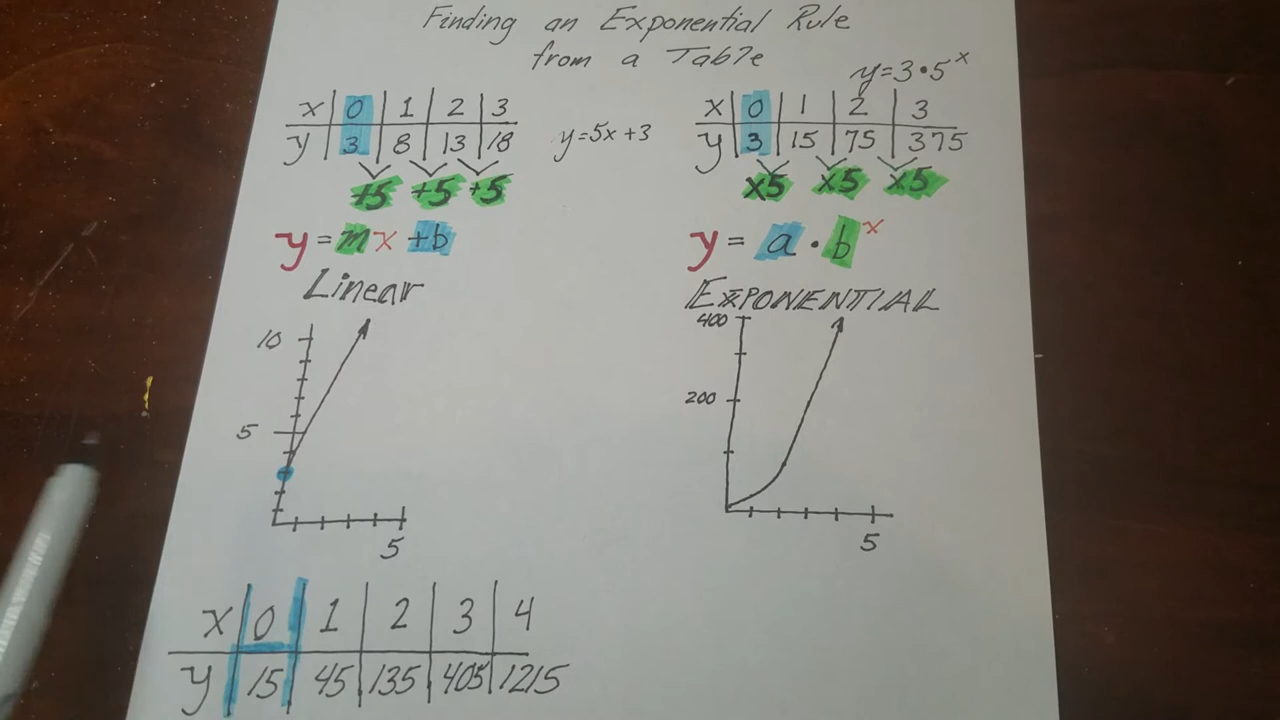 Finding an Exponential Rule
from a Table
x 0 1 2 3
y 3 8 13 18
+5 +5 +5
y = mx + b
Linear
10
5
5
y=5x+3
y=3•5ˣ
x 0 1 2 3
y 3 15 75 375
x5 x5 x5
y = a • bˣ
EXPONENTIAL
400
200
5
x 0 1 2 3 4
y 15 45 135 405 1215